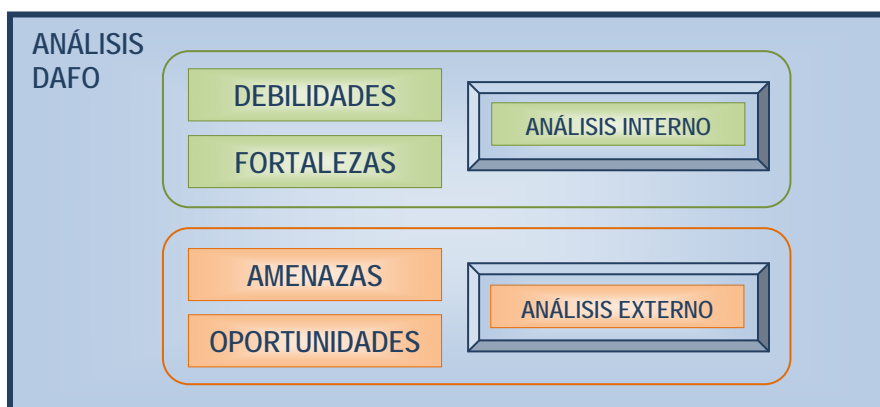 ANÁLISIS
DAFO
DEBILIDADES
FORTALEZAS
ANÁLISIS INTERNO
AMENAZAS
OPORTUNIDADES
ANÁLISIS EXTERNO